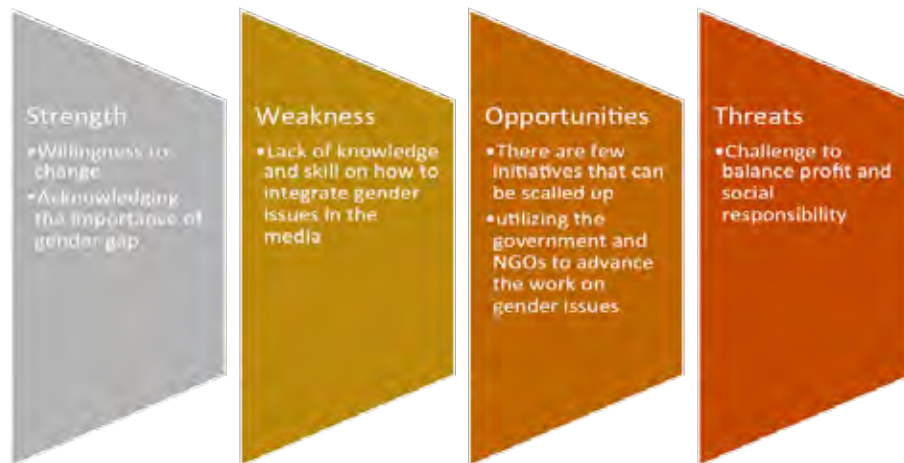 Strength
•Willingness to
change
•Acknowledging
the importance of
gender gap
Weakness
•Lack of knowledge
and skill on how to
integrate gender
issues in the
media
Opportunities
•There are few
initiatives that can
be scalled up
•utilizing the
government and
NGOs to advance
the work on
gender issues
Threats
•Challenge to
balance profit and
social
responsibility